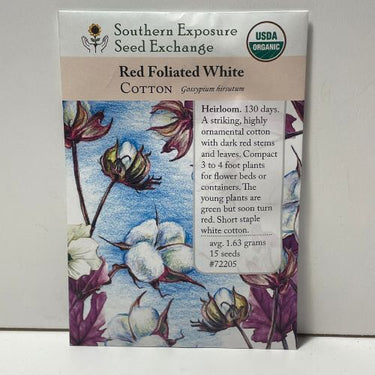 Southern Exposure
Seed Exchange
USDA
ORGANIC
Red Foliated White
COTTON Gossypium hirsutum
Heirloom. 130 days.
A striking, highly
ornamental cotton
with dark red stems
and leaves. Compact
3 to 4 foot plants
for flower beds or
containers. The
young plants are
green but soon turn
red. Short staple
white cotton.
avg. 1.63 grams
15 seeds
#72205